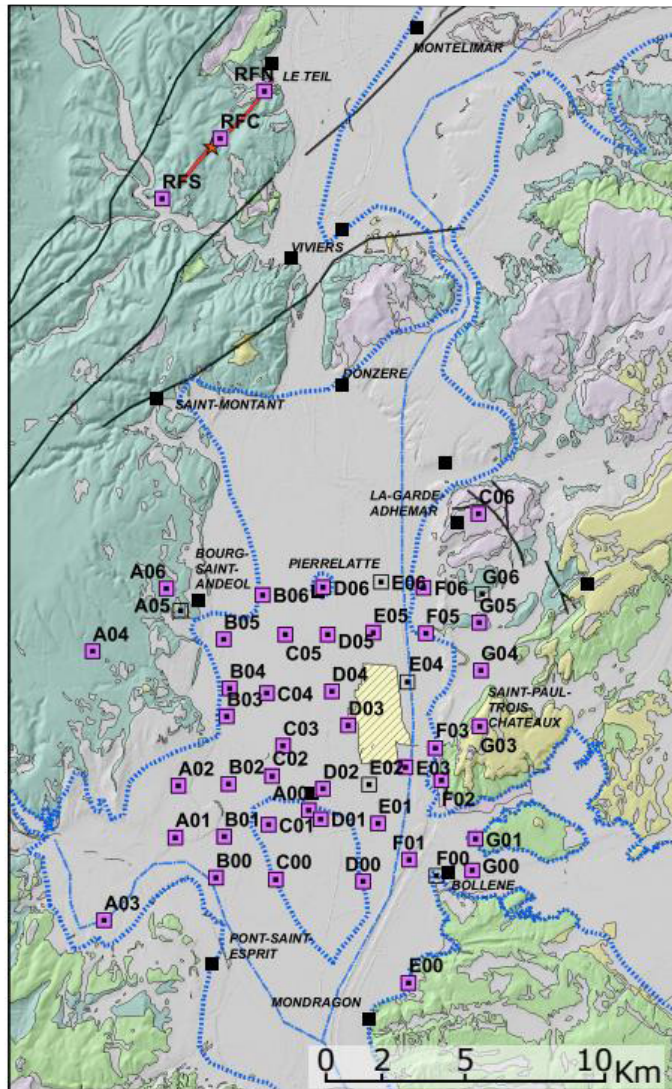 MONTELIMAR
RFN
LE TEIL
RFC
RFS
VIVIERS
DONZERE
SAINT-MONTANT
LA-GARDE-
ADHEMAR
C06
BOURG-
SAINT-
ANDEOL
PIERRELATTE
A06
A05
B06
D06
E06
F06
G06
G05
A04
B05
C05
D05
E05
F05
E04
G04
B04
C04
D04
SAINT-PAUL-
TROIS-
CHATEAUX
B03
D03
C03
F03
G03
A02
B02
C02
D02
E02
E03
F02
A00
A01
B01
C01
D01
E01
G01
F01
B00
C00
D00
F00
G00
BOLLENE
A03
PONT-SAINT-
ESPRIT
E00
MONDRAGON
0 2 5 10
Km